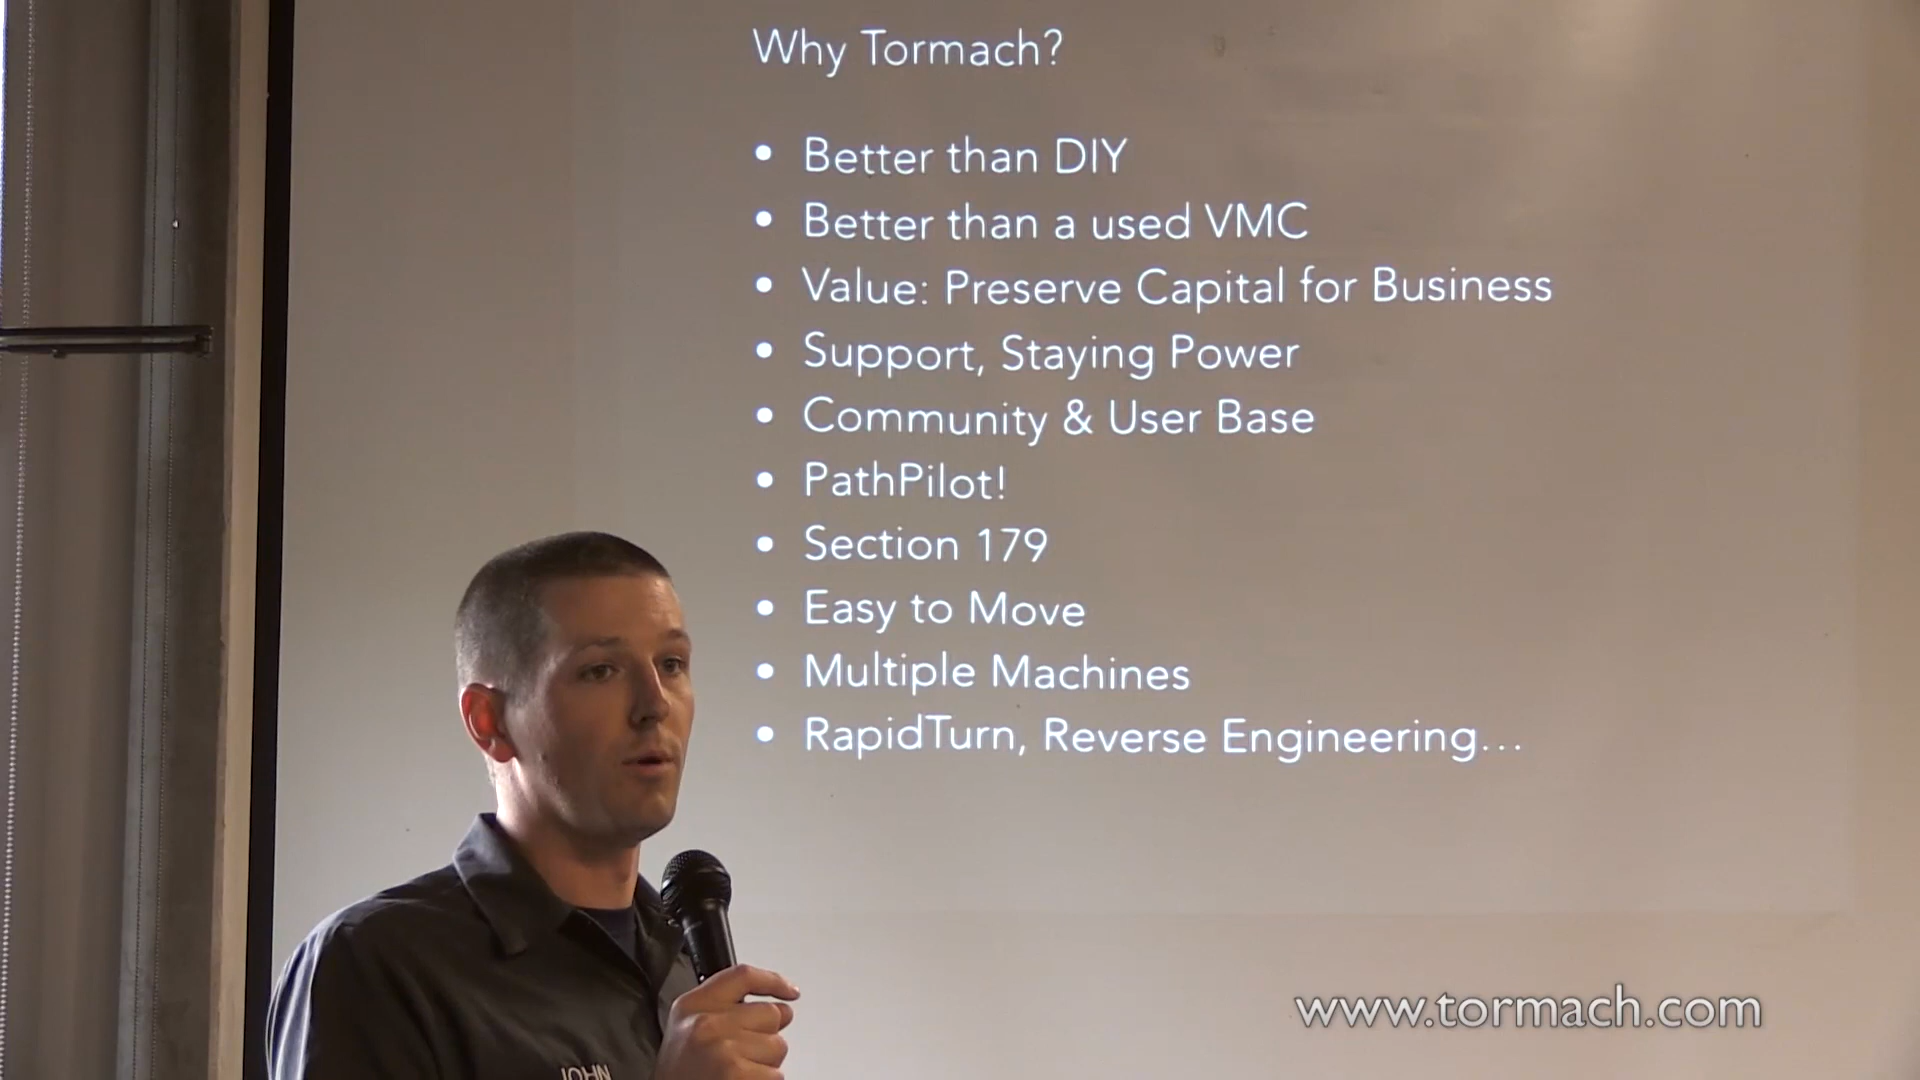 Why Tormach?
• Better than DIY
• Better than a used VMC
• Value: Preserve Capital for Business
• Support, Staying Power
• Community & User Base
• PathPilot!
• Section 179
• Easy to Move
• Multiple Machines
• RapidTurn, Reverse Engineering...
www.tormach.com
JOHN